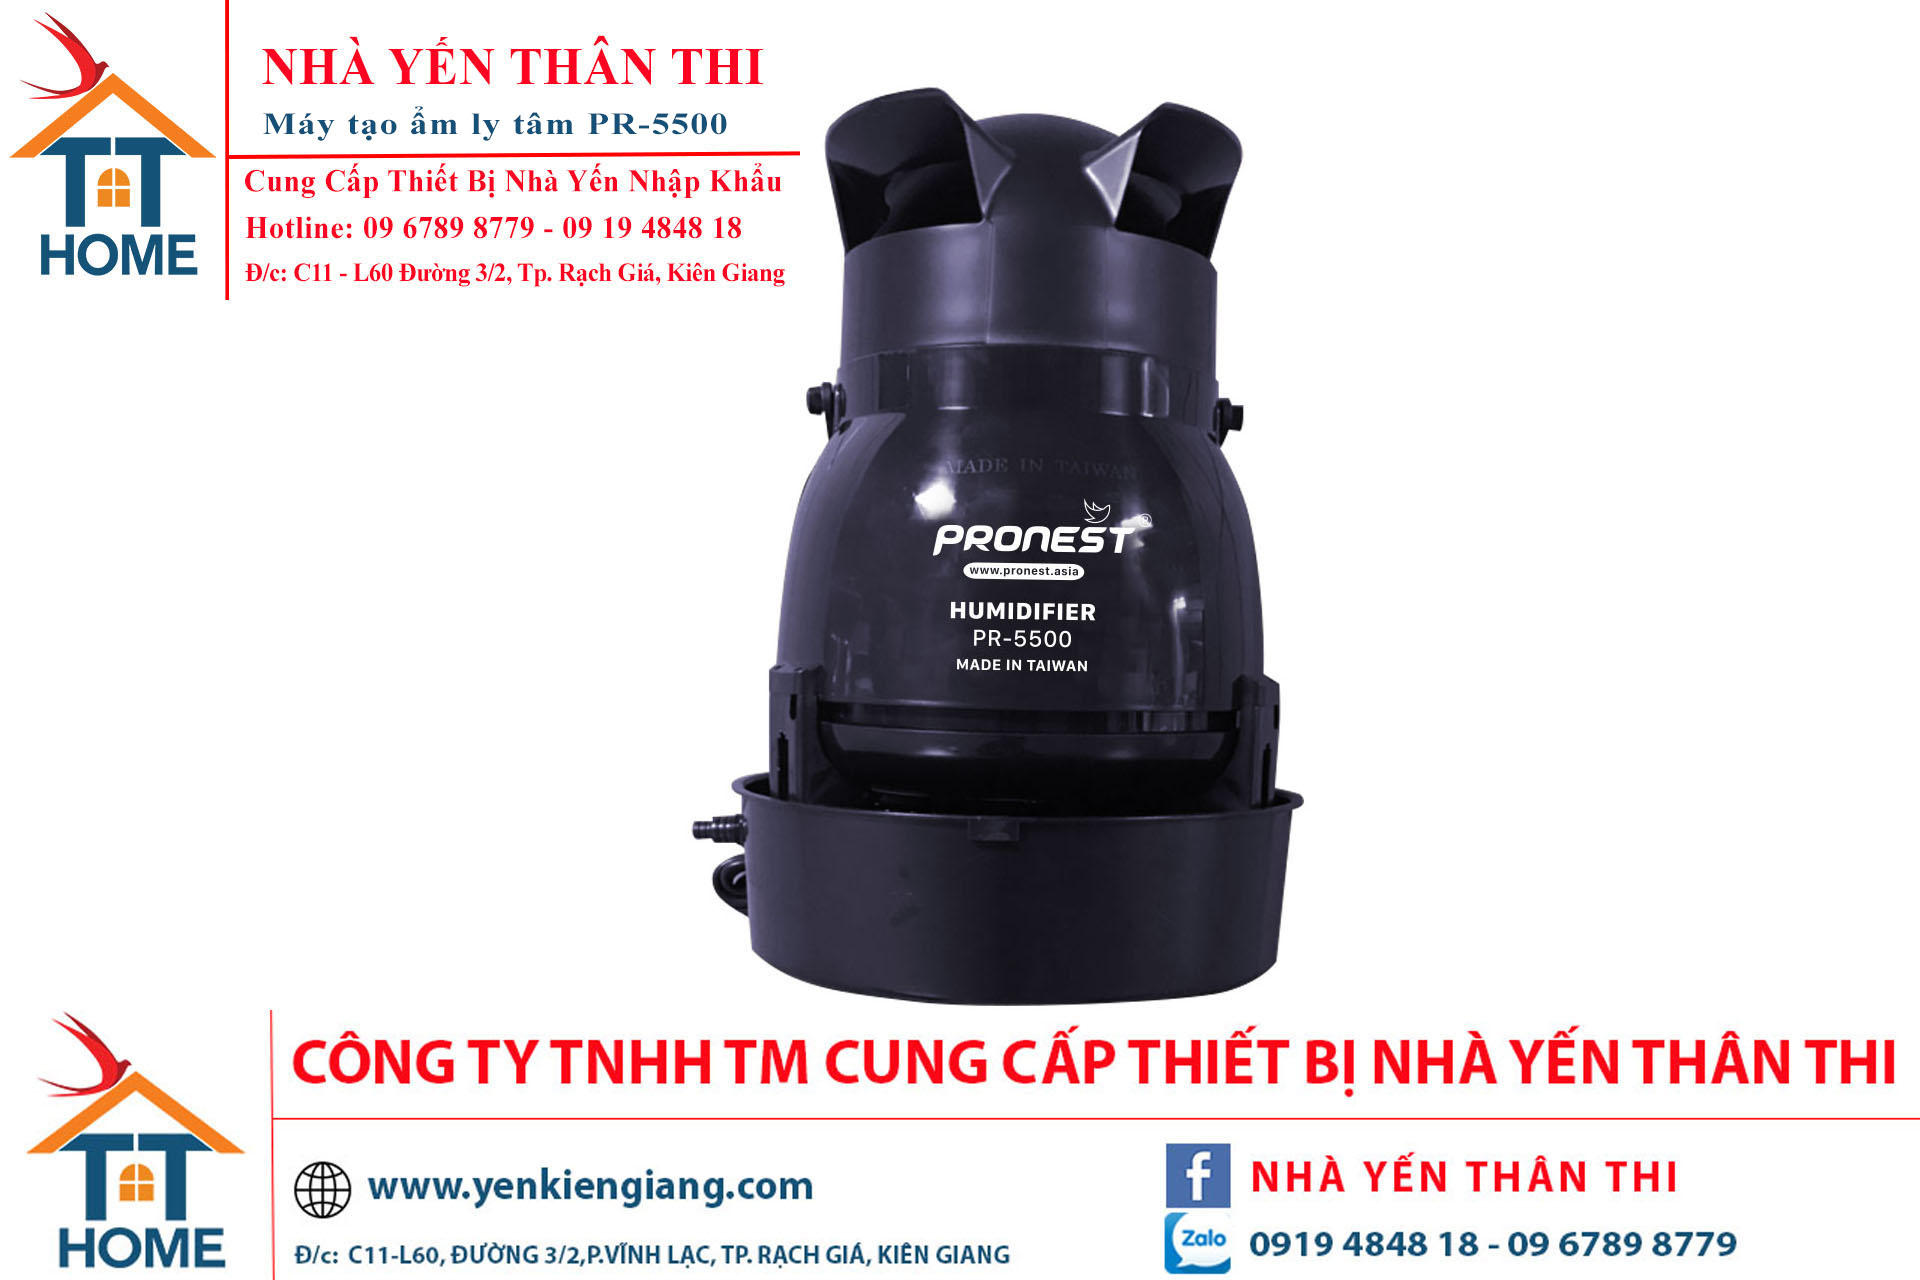 NHÀ YẾN THÂN THI
Máy tạo ẩm ly tâm PR-5500
Cung Cấp Thiết Bị Nhà Yến Nhập Khẩu
Hotline: 09 6789 8779 - 09 19 4848 18
Đ/c: C11 - L60 Đường 3/2, Tp. Rạch Giá, Kiên Giang
TT
HOME
MADE IN TAIWAN
PRONEST®
www.pronest.asia
HUMIDIFIER
PR-5500
MADE IN TAIWAN
TT
HOME
CÔNG TY TNHH TM CUNG CẤP THIẾT BỊ NHÀ YẾN THÂN THI
www.yenkiengiang.com
Đ/c: C11-L60, ĐƯỜNG 3/2,P.VĨNH LẠC, TP. RẠCH GIÁ, KIÊN GIANG
f NHÀ YẾN THÂN THI
Zalo 0919 4848 18 - 09 6789 8779